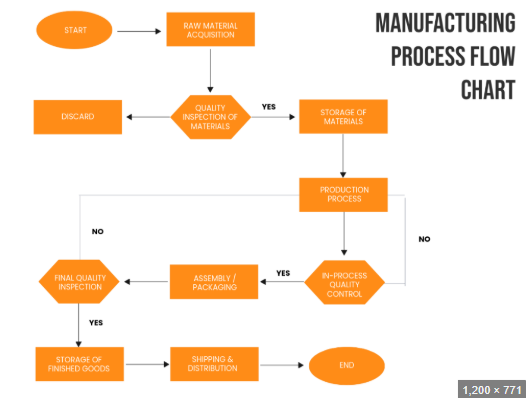 MANUFACTURING
PROCESS FLOW
CHART
START
RAW MATERIAL
ACQUISITION
DISCARD
QUALITY
INSPECTION OF
MATERIALS
YES
STORAGE OF
MATERIALS
PRODUCTION
PROCESS
NO
NO
FINAL QUALITY
INSPECTION
ASSEMBLY /
PACKAGING
YES
IN-PROCESS
QUALITY
CONTROL
YES
STORAGE OF
FINISHED GOODS
SHIPPING &
DISTRIBUTION
END
1,200 × 771